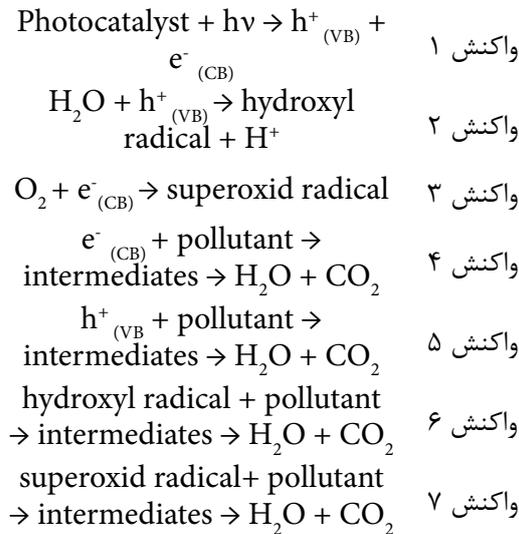 Photocatalyst + hν → h⁺ (VB) +
e⁻ (CB)
واکنش ۱
H₂O + h⁺ (VB) → hydroxyl
radical + H⁺
واکنش ۲
O₂ + e⁻ (CB) → superoxid radical
واکنش ۳
e⁻ (CB) + pollutant →
intermediates → H₂O + CO₂
واکنش ۴
h⁺ (VB + pollutant →
intermediates → H₂O + CO₂
واکنش ۵
hydroxyl radical + pollutant
→ intermediates → H₂O + CO₂
واکنش ۶
superoxid radical+ pollutant
→ intermediates → H₂O + CO₂
واکنش ۷